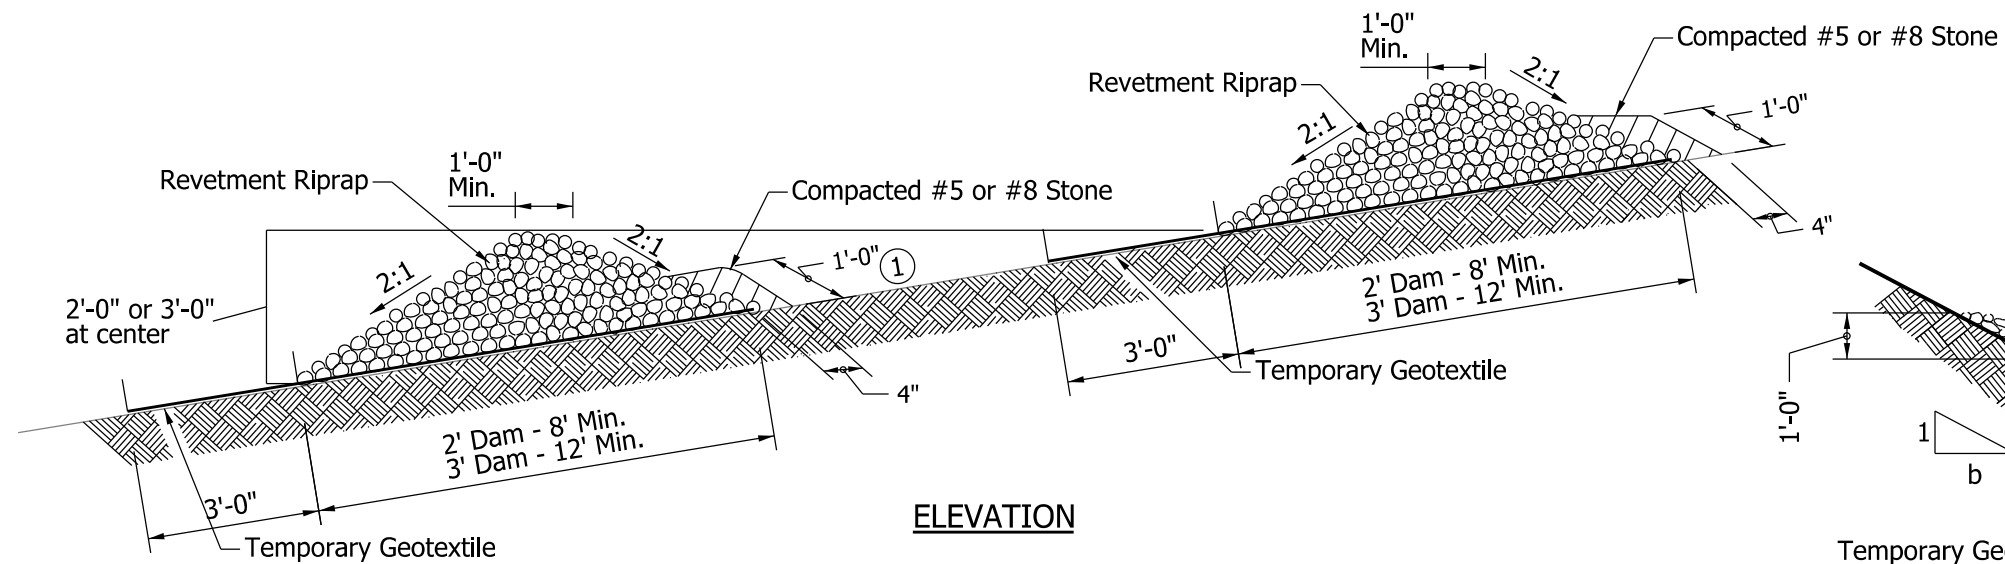 1'-0"
Min.
Compacted #5 or #8 Stone
Revetment Riprap
2:1
2:1
1'-0"
4"
1'-0"
Min.
Revetment Riprap
Compacted #5 or #8 Stone
2:1
2:1
1'-0" 1
2'-0" or 3'-0"
at center
4"
2' Dam - 8' Min.
3' Dam - 12' Min.
3'-0"
Temporary Geotextile
2' Dam - 8' Min.
3' Dam - 12' Min.
3'-0"
Temporary Geotextile
ELEVATION
1'-0"
1
b
Temporary Ge